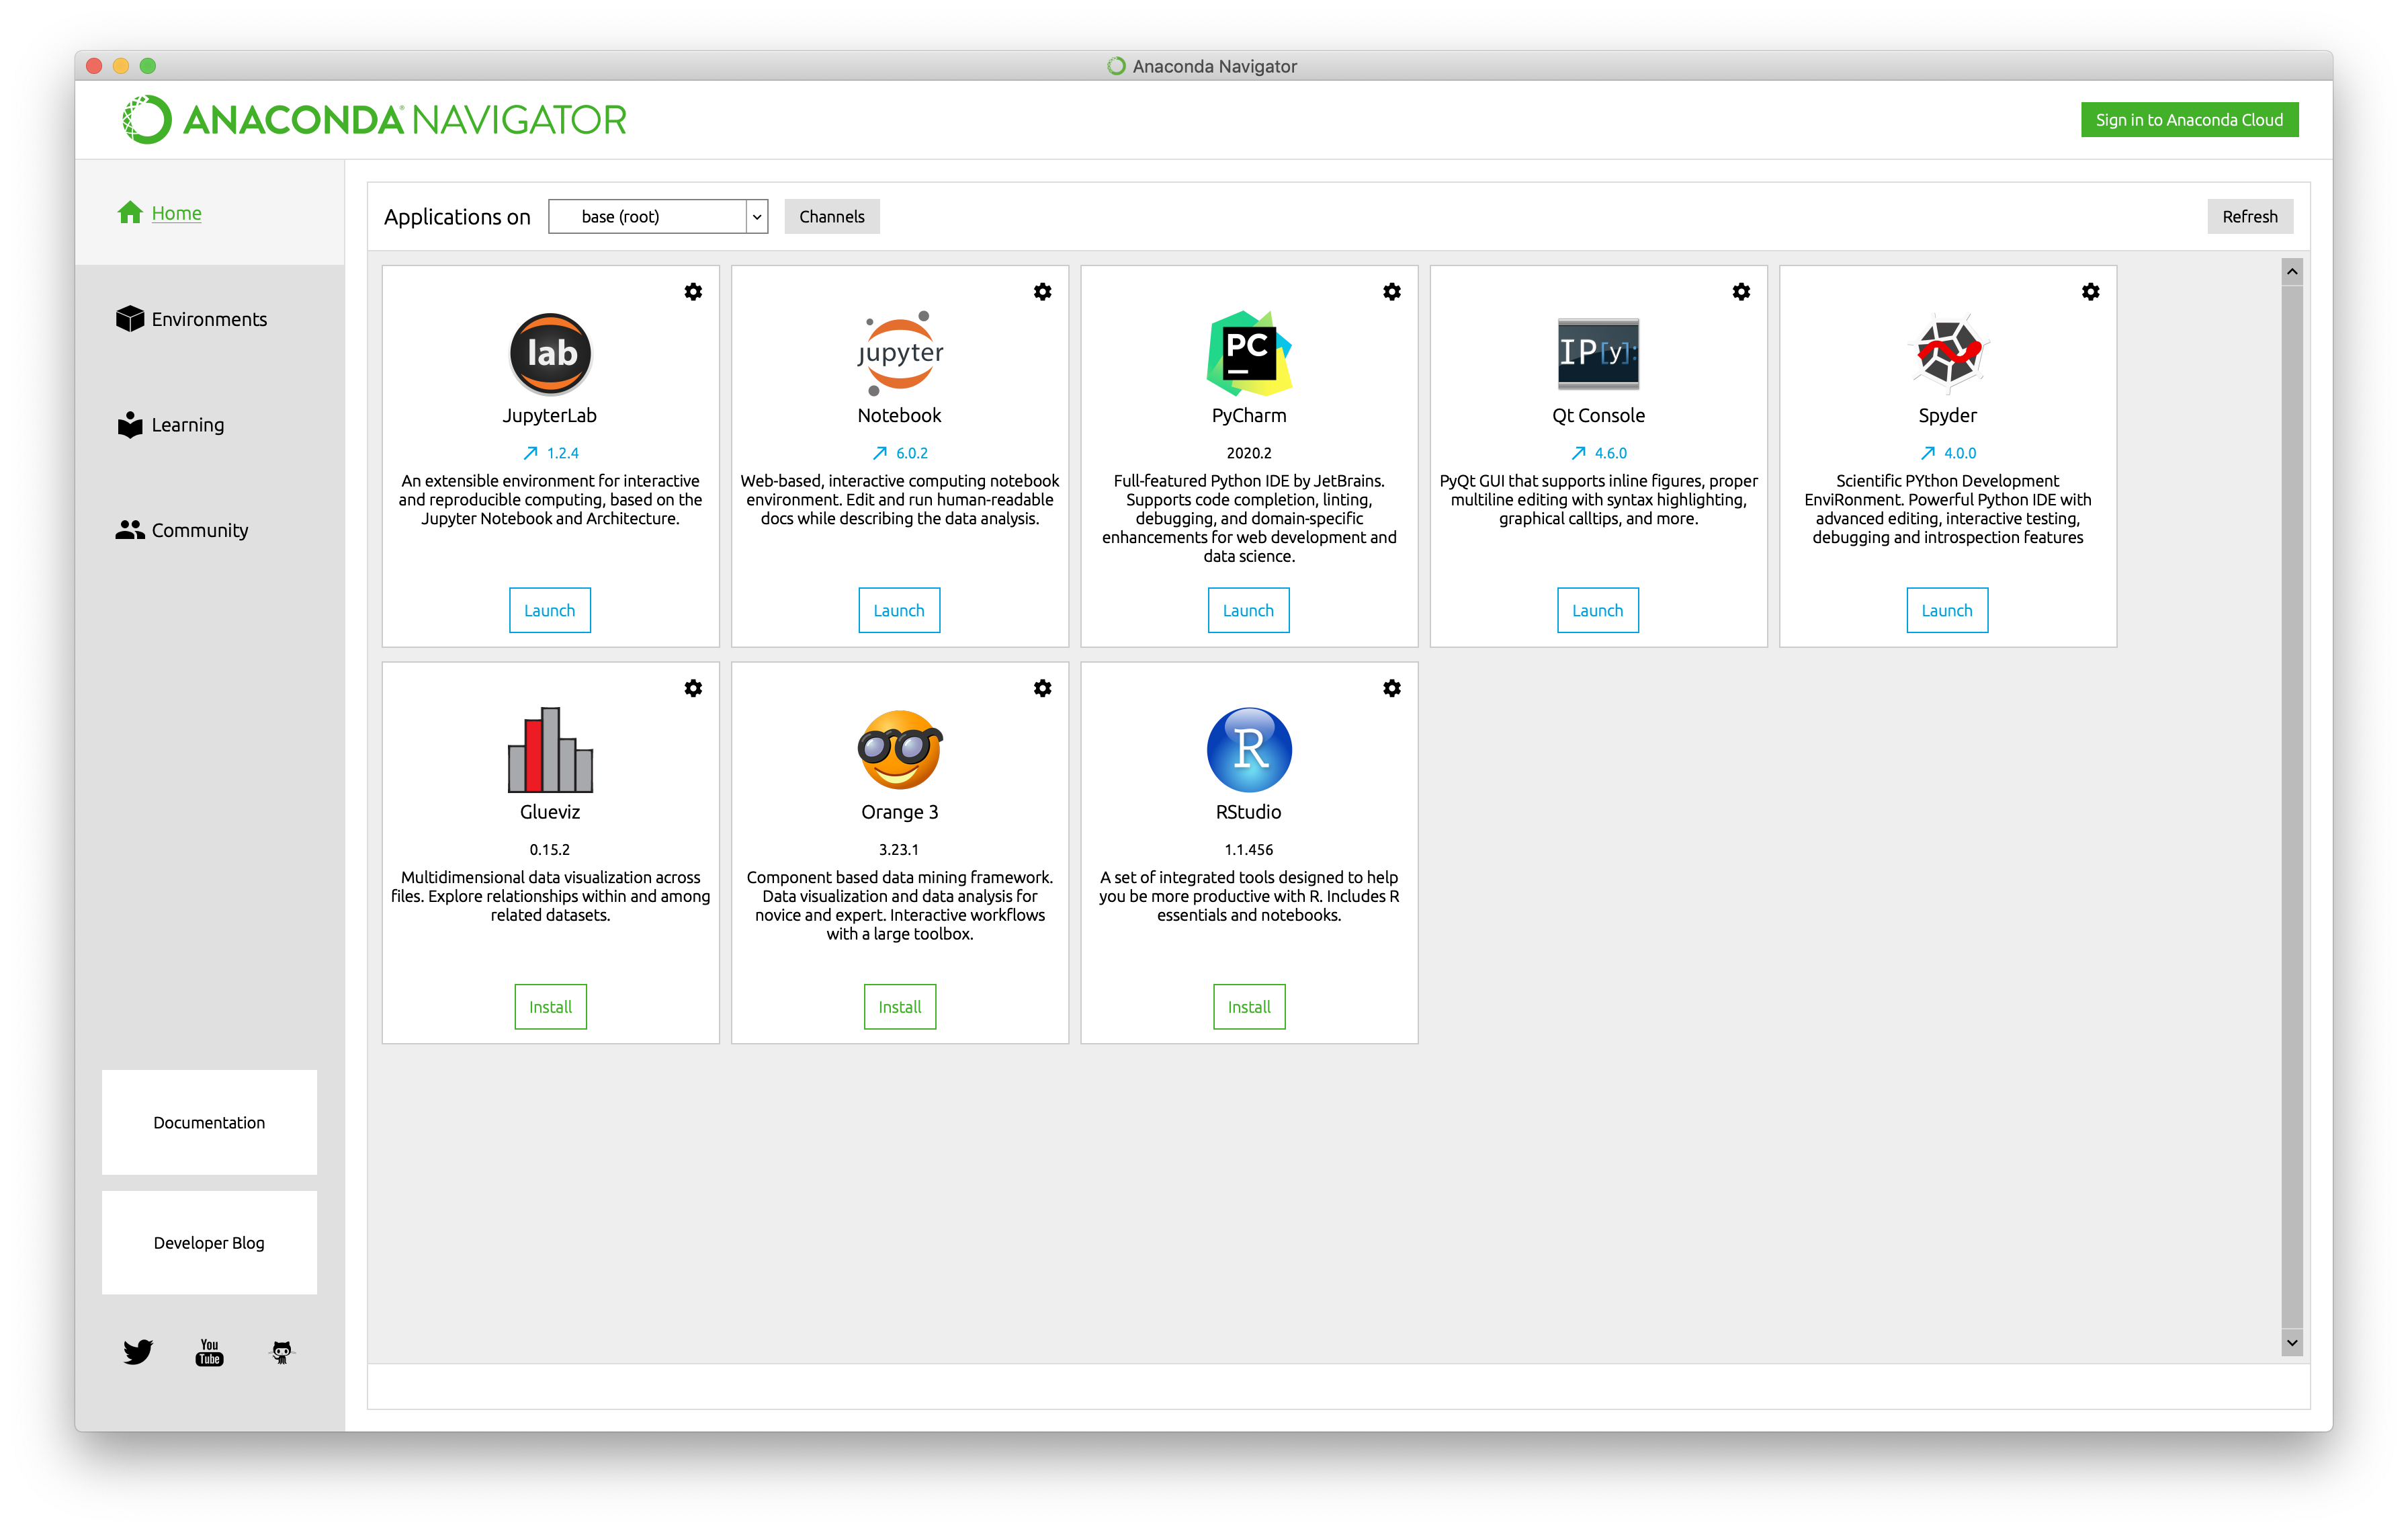 Anaconda Navigator
ANACONDA® NAVIGATOR
Sign in to Anaconda Cloud
Home
Environments
Learning
Community
Documentation
Developer Blog
You
Tube
Applications on
base (root)
Channels
Refresh
lab
JupyterLab
1.2.4
An extensible environment for interactive
and reproducible computing, based on the
Jupyter Notebook and Architecture.
Launch
jupyter
Notebook
6.0.2
Web-based, interactive computing notebook
environment. Edit and run human-readable
docs while describing the data analysis.
Launch
PC
PyCharm
2020.2
Full-featured Python IDE by JetBrains.
Supports code completion, linting,
debugging, and domain-specific
enhancements for web development and
data science.
Launch
IP[y]:
Qt Console
4.6.0
PyQt GUI that supports inline figures, proper
multiline editing with syntax highlighting,
graphical calltips, and more.
Launch
Spyder
4.0.0
Scientific PYthon Development
EnviRonment. Powerful Python IDE with
advanced editing, interactive testing,
debugging and introspection features
Launch
Glueviz
0.15.2
Multidimensional data visualization across
files. Explore relationships within and among
related datasets.
Install
Orange 3
3.23.1
Component based data mining framework.
Data visualization and data analysis for
novice and expert. Interactive workflows
with a large toolbox.
Install
R
RStudio
1.1.456
A set of integrated tools designed to help
you be more productive with R. Includes R
essentials and notebooks.
Install